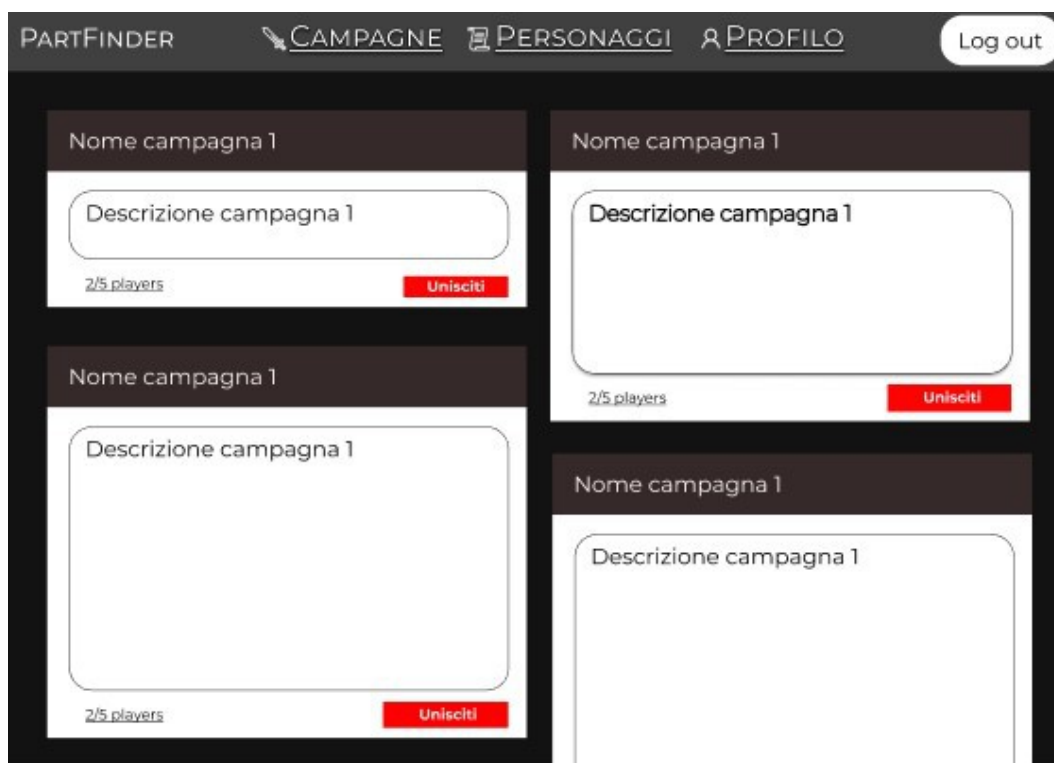 PARTFINDER CAMPAGNE PERSONAGGI PROFILO Log out
Nome campagna 1
Descrizione campagna 1
2/5 players Unisciti
Nome campagna 1
Descrizione campagna 1
2/5 players Unisciti
Nome campagna 1
Descrizione campagna 1
2/5 players Unisciti
Nome campagna 1
Descrizione campagna 1